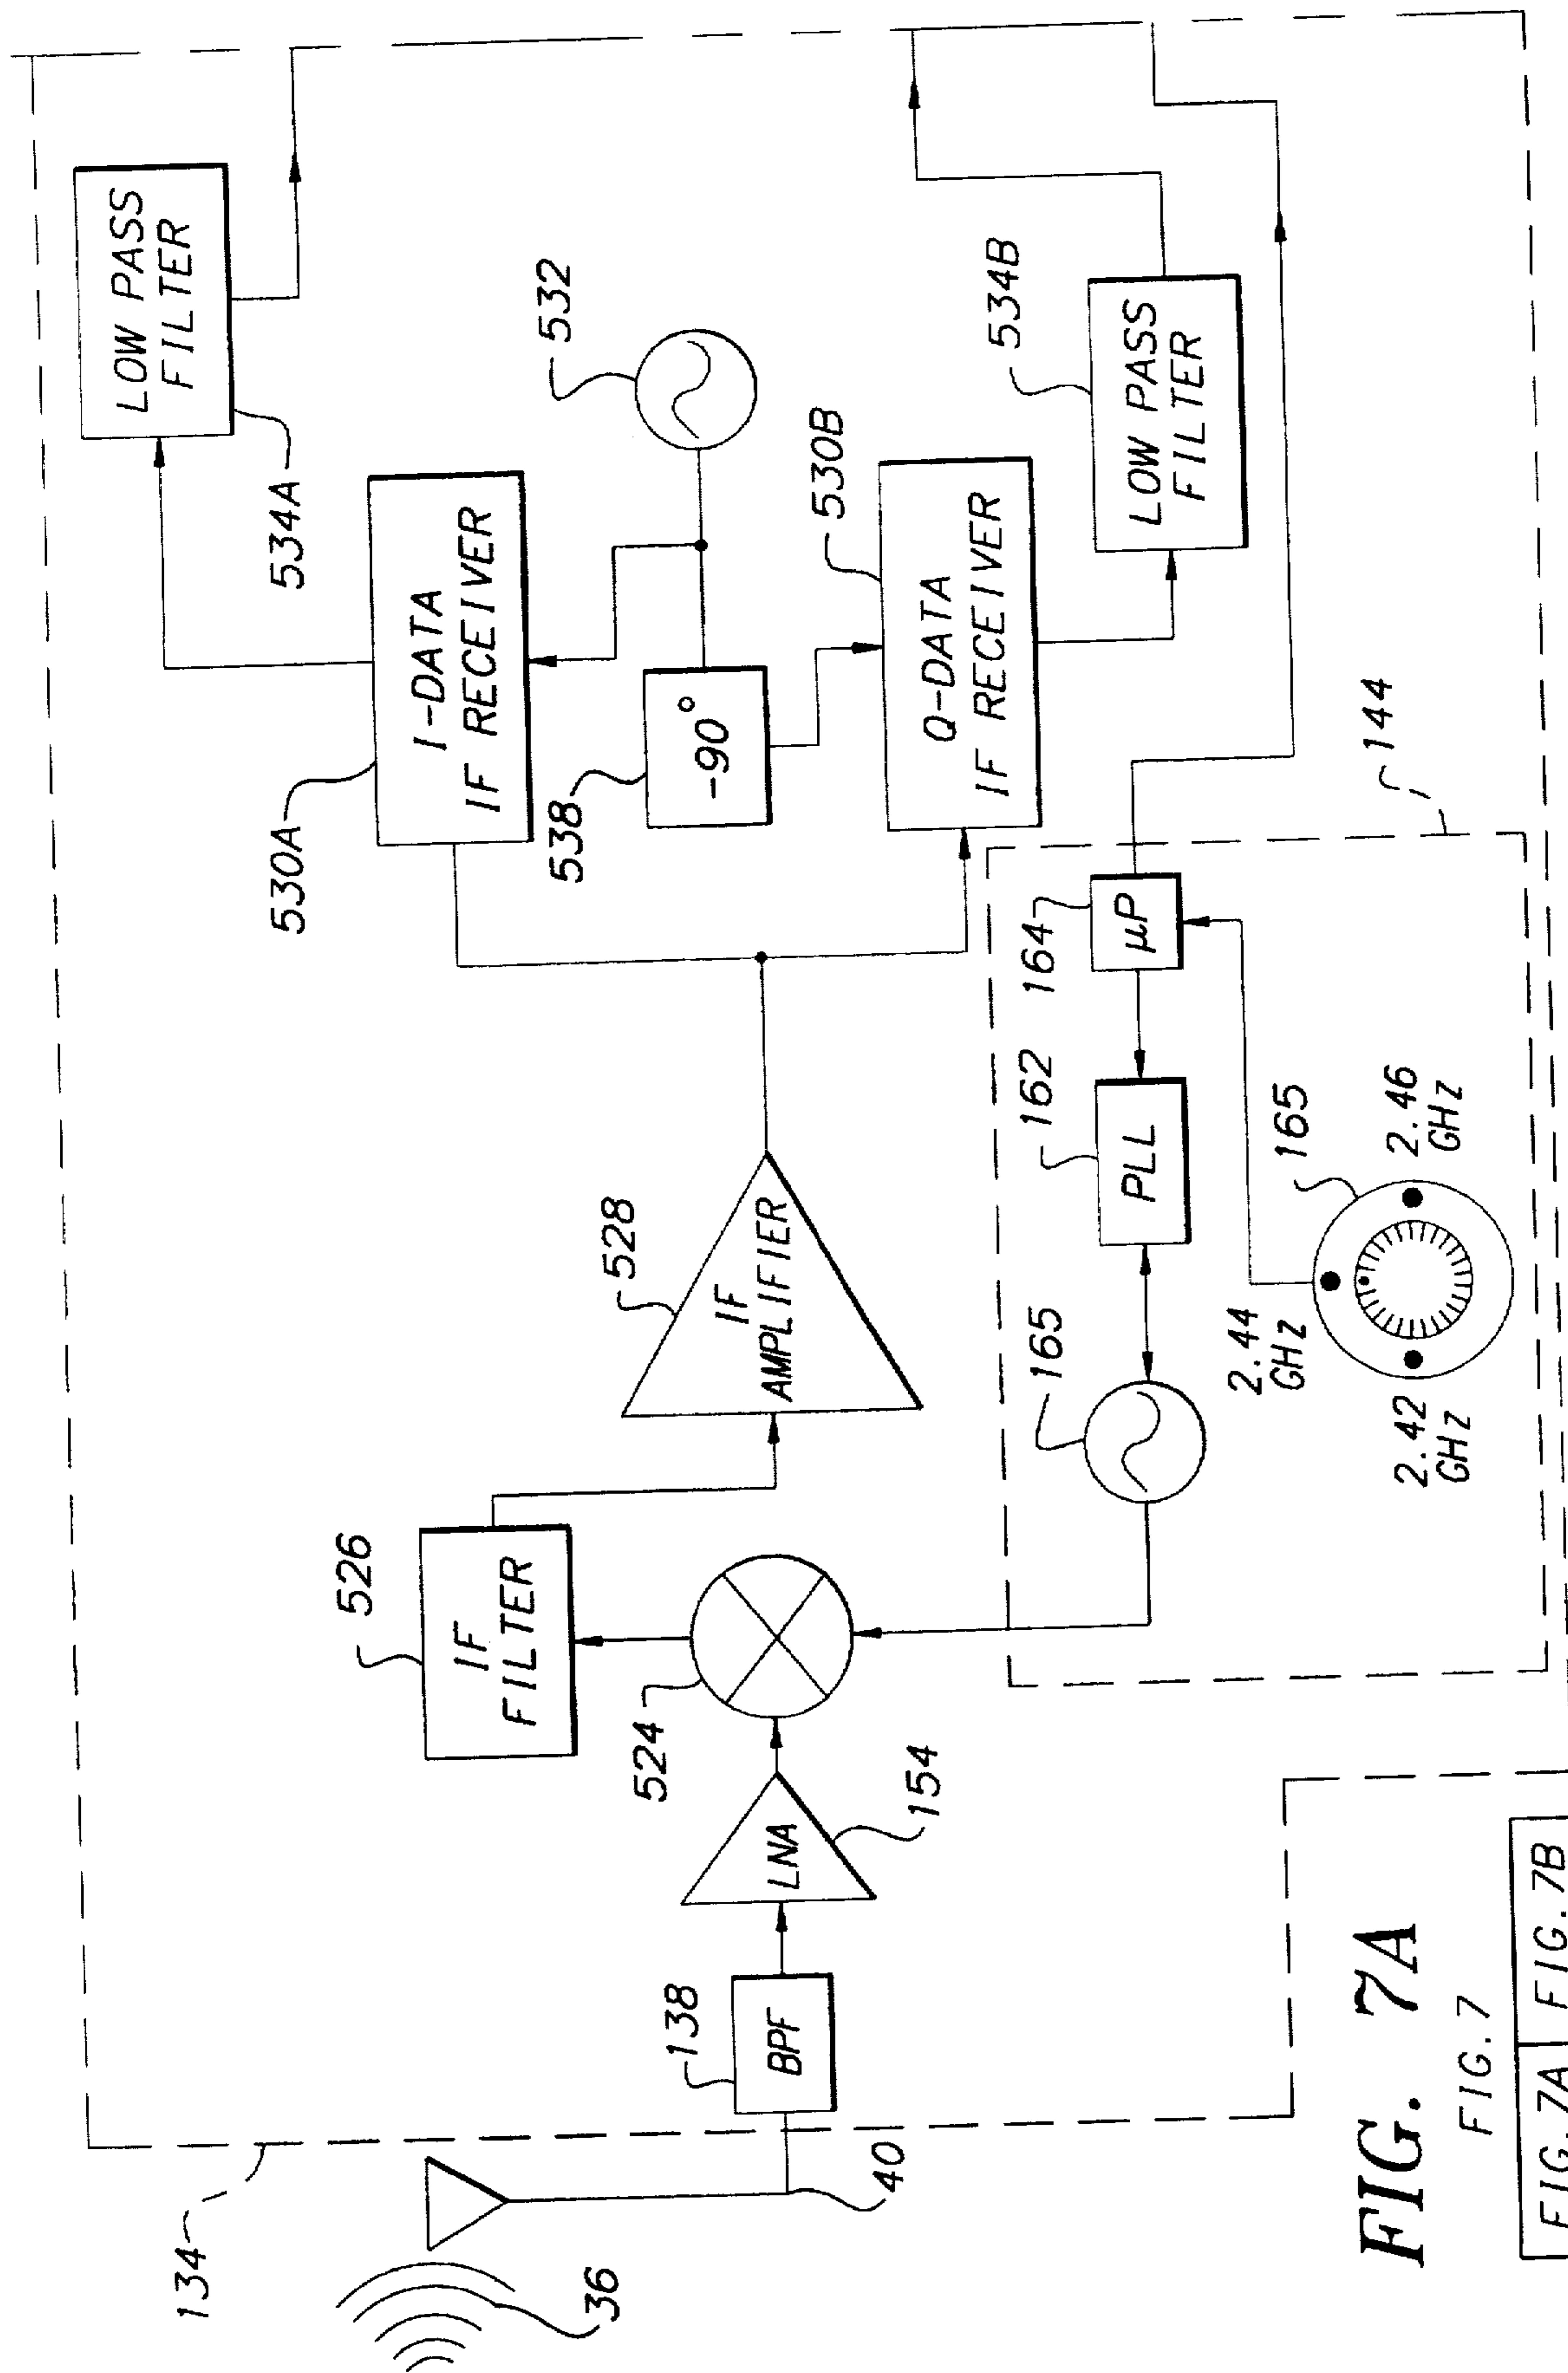 134
36
40
138
BPF
LNA
154
524
526
IF
FILTER
528
IF
AMPLIFIER
530A
I-DATA
IF RECEIVER
534A
LOW PASS
FILTER
532
538
-90°
530B
Q-DATA
IF RECEIVER
534B
LOW PASS
FILTER
144
164
µP
162
PLL
165
2.42
GHz
2.44
GHz
2.46
GHz
165
FIG. 7A
FIG. 7
FIG. 7A FIG. 7B